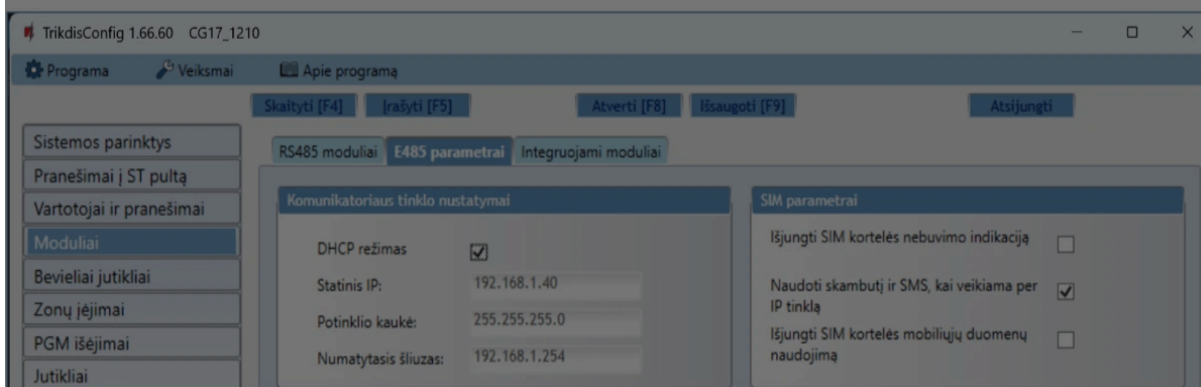 TrikdisConfig 1.66.60 CG17_1210
Programa Veiksmai Apie programą
Skaityti [F4] Įrašyti [F5] Atverti [F8] Išsaugoti [F9] Atsijungti
Sistemos parinktys
Pranešimai į ST pultą
Vartotojai ir pranešimai
Moduliai
Bevieliai jutikliai
Zonų įėjimai
PGM išėjimai
Jutikliai
RS485 moduliai E485 parametrai Integruojami moduliai
Komunikatoriaus tinklo nustatymai
DHCP režimas
Statinis IP: 192.168.1.40
Potinklio kaukė: 255.255.255.0
Numatytasis šliuzas: 192.168.1.254
SIM parametrai
Išjungti SIM kortelės nebuvimo indikaciją
Naudoti skambutį ir SMS, kai veikiama per
IP tinklą
Išjungti SIM kortelės mobiliųjų duomenų
naudojimą